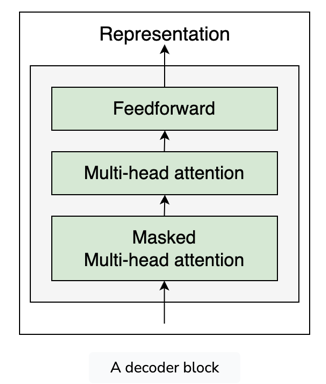 Representation
Feedforward
Multi-head attention
Masked
Multi-head attention
A decoder block